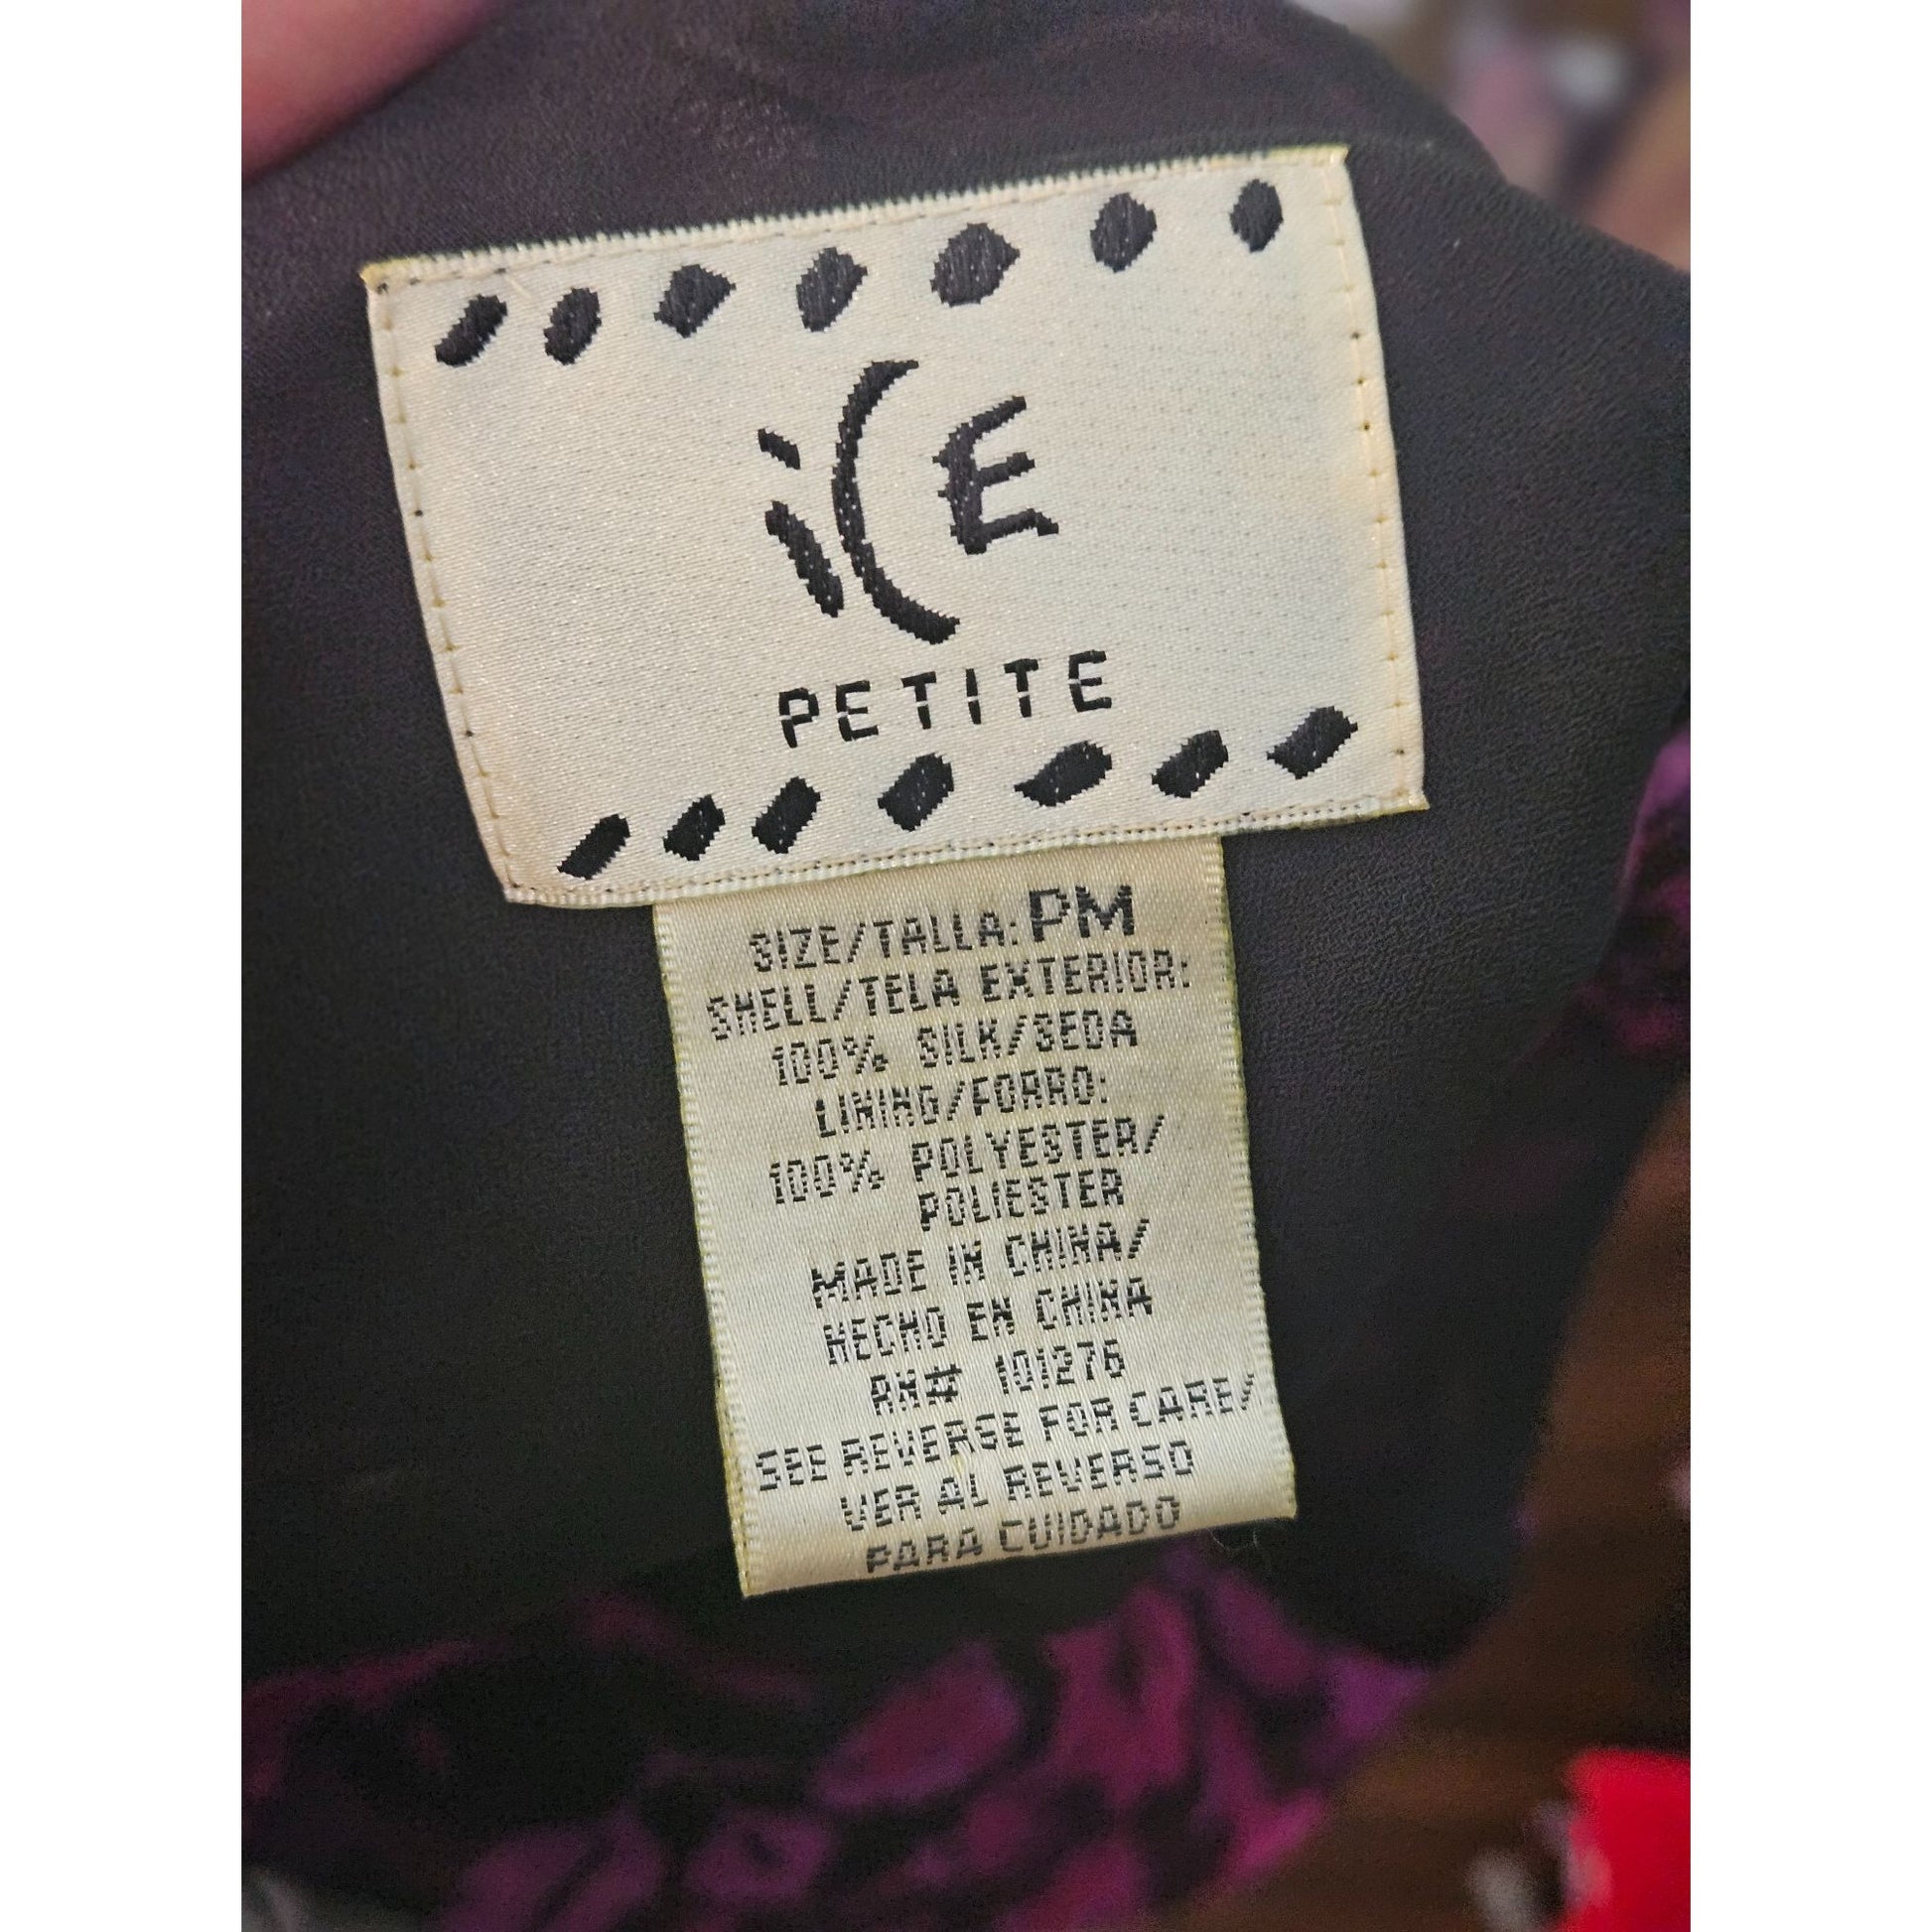 iCE
PETITE
SIZE/TALLA: PM
SHELL/TELA EXTERIOR:
100% SILK/SEDA
LINING/FORRO:
100% POLYESTER/
POLIESTER
MADE IN CHINA/
HECHO EN CHINA
RN# 101276
SEE REVERSE FOR CARE/
VER AL REVERSO
PARA CUIDADO